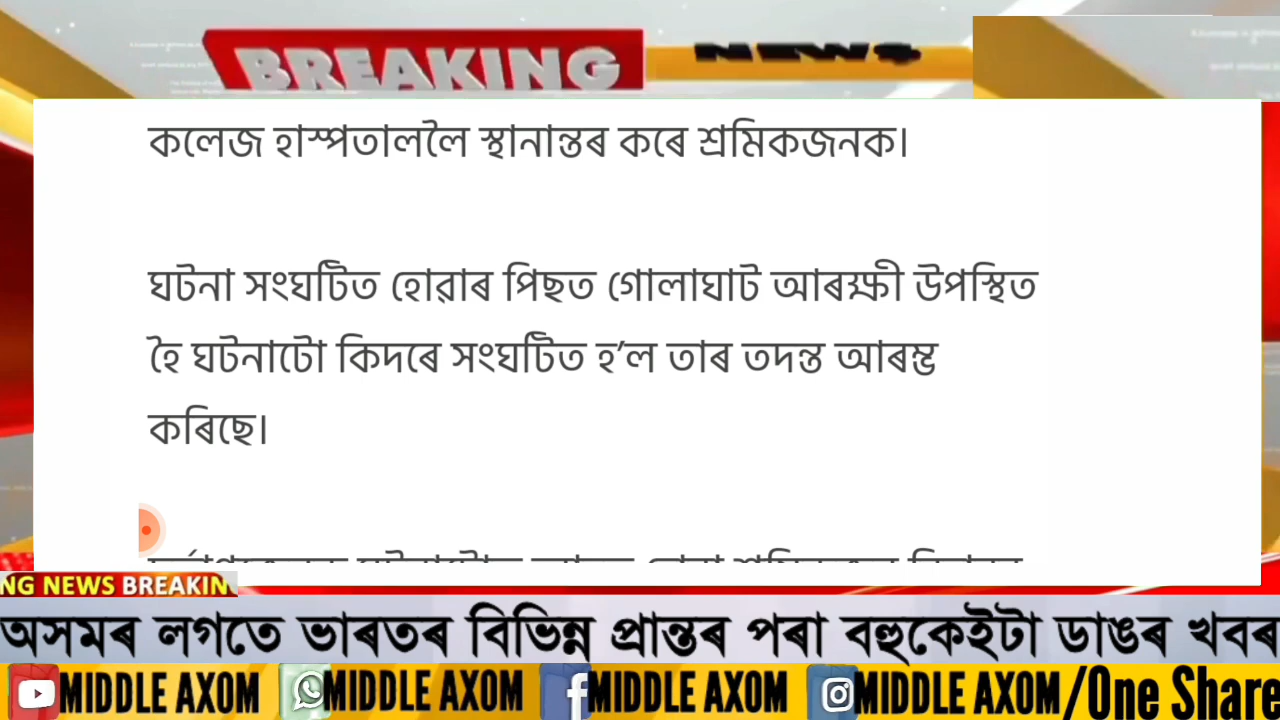 BREAKING NEWS
কলেজ হাস্পতাললৈ স্থানান্তৰ কৰে শ্ৰমিকজনক।
ঘটনা সংঘটিত হোৱাৰ পিছত গোলাঘাট আৰক্ষী উপস্থিত
হৈ ঘটনাটো কিদৰে সংঘটিত হ’ল তাৰ তদন্ত আৰম্ভ
কৰিছে।
NG NEWS BREAKIN
অসমৰ লগতে ভাৰতৰ বিভিন্ন প্ৰান্তৰ পৰা বহুকেইটা ডাঙৰ খবৰ
MIDDLE AXOM MIDDLE AXOM MIDDLE AXOM MIDDLE AXOM/One Share